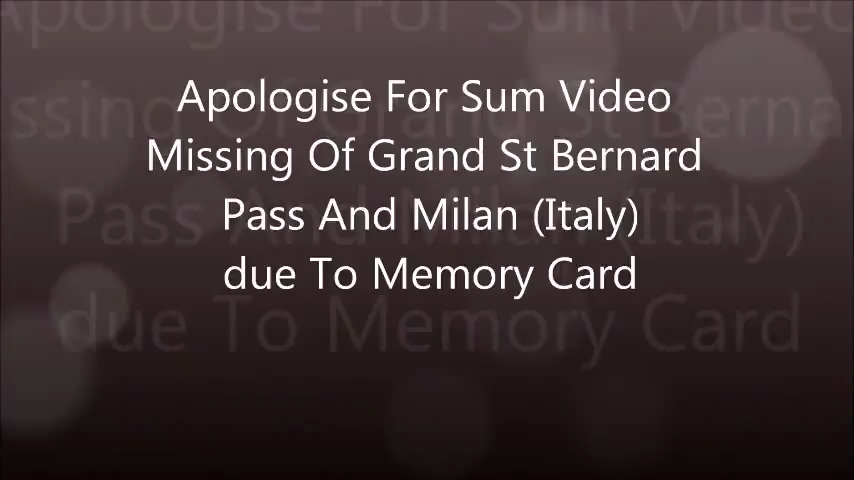 Apologise For Sum Video
Missing Of Grand St Bernard
Pass And Milan (Italy)
due To Memory Card